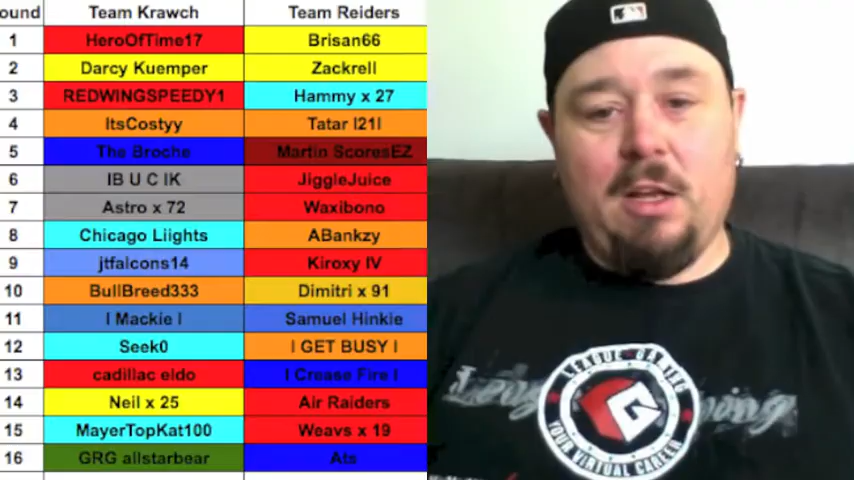 ound Team Krawch Team Reiders
1 HeroOfTime17 Brisan66
2 Darcy Kuemper Zackrell
3 REDWINGSPEEDY1 Hammy x 27
4 ItsCostyy Tatar I21I
5 The Broche Martin ScoresEZ
6 IB U C IK JiggleJuice
7 Astro x 72 Waxibono
8 Chicago Liights ABankzy
9 jtfalcons14 Kiroxy IV
10 BullBreed333 Dimitri x 91
11 I Mackie I Samuel Hinkie
12 Seek0 I GET BUSY I
13 cadillac eldo I Crease Fire I
14 Neil x 25 Air Raiders
15 MayerTopKat100 Weavs x 19
16 GRG allstarbear Ats
LEAGUE GAMING
YOUR VIRTUAL CAREER